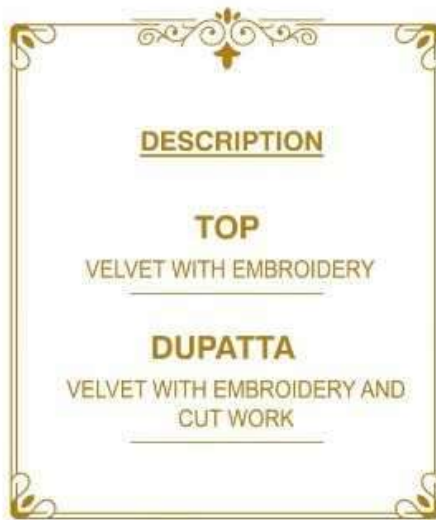 DESCRIPTION
TOP
VELVET WITH EMBROIDERY
DUPATTA
VELVET WITH EMBROIDERY AND
CUT WORK